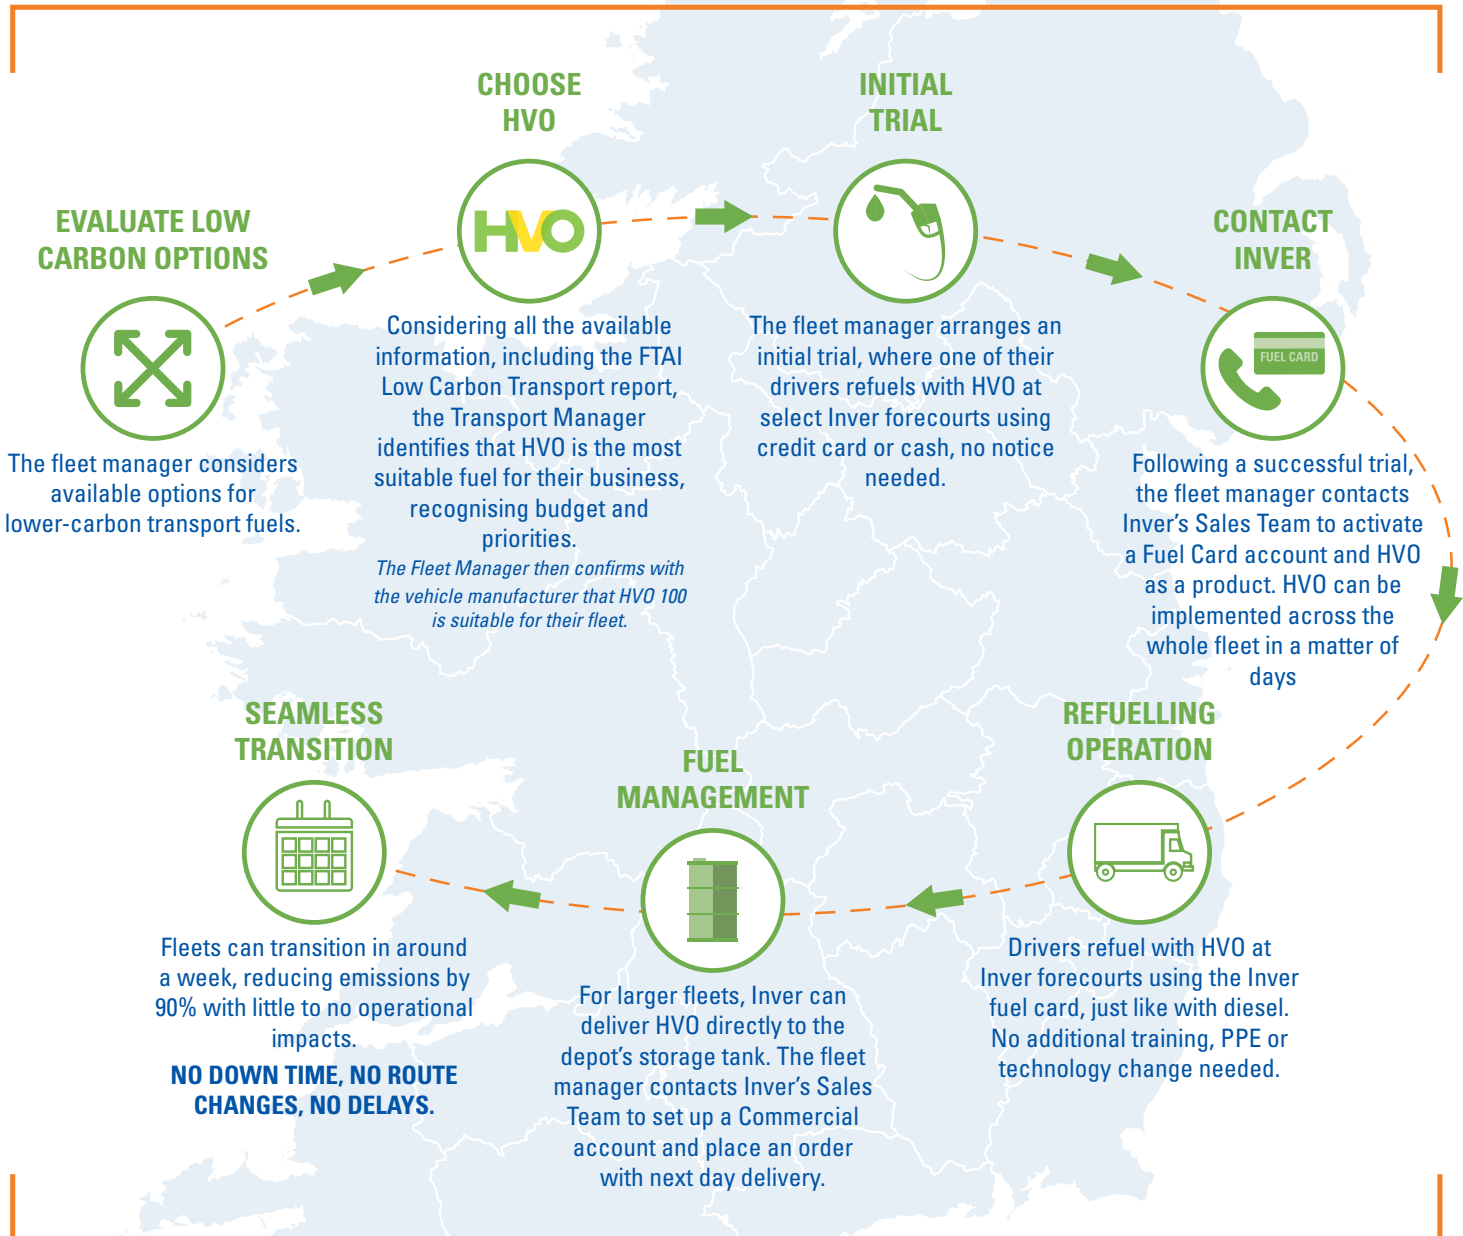 EVALUATE LOW
CARBON OPTIONS
The fleet manager considers
available options for
lower-carbon transport fuels.
CHOOSE
HVO
HVO
Considering all the available
information, including the FTAI
Low Carbon Transport report,
the Transport Manager
identifies that HVO is the most
suitable fuel for their business,
recognising budget and
priorities.
The Fleet Manager then confirms with
the vehicle manufacturer that HVO 100
is suitable for their fleet.
INITIAL
TRIAL
The fleet manager arranges an
initial trial, where one of their
drivers refuels with HVO at
select Inver forecourts using
credit card or cash, no notice
needed.
CONTACT
INVER
FUEL CARD
Following a successful trial,
the fleet manager contacts
Inver's Sales Team to activate
a Fuel Card account and HVO
as a product. HVO can be
implemented across the
whole fleet in a matter of
days
REFUELLING
OPERATION
Drivers refuel with HVO at
Inver forecourts using the Inver
fuel card, just like with diesel.
No additional training, PPE or
technology change needed.
FUEL
MANAGEMENT
For larger fleets, Inver can
deliver HVO directly to the
depot's storage tank. The fleet
manager contacts Inver's Sales
Team to set up a Commercial
account and place an order
with next day delivery.
SEAMLESS
TRANSITION
Fleets can transition in around
a week, reducing emissions by
90% with little to no operational
impacts.
NO DOWN TIME, NO ROUTE
CHANGES, NO DELAYS.